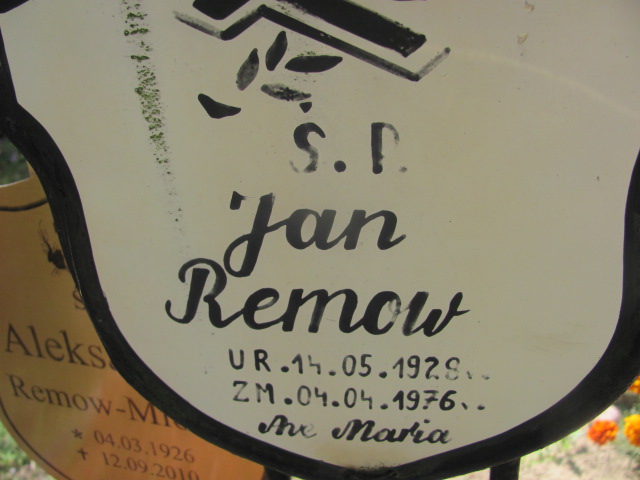 Ś. P.
Jan
Remow
UR.14.05.1928..
ZM.04.04.1976..
Ave Maria
Remow-
* 04.03.1926
+ 12.09.2010